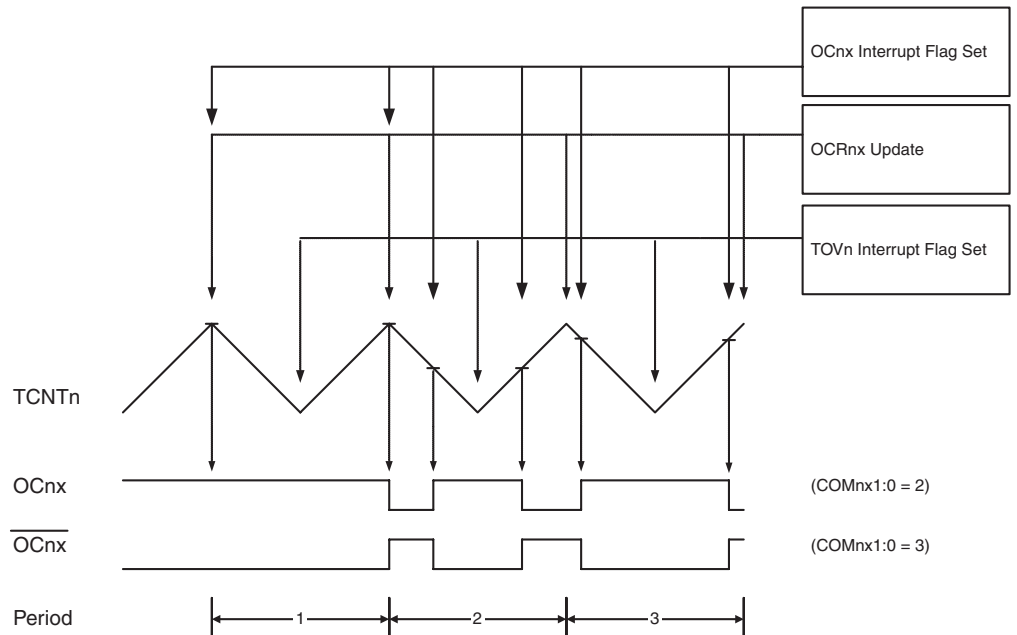 OCnx Interrupt Flag Set
OCRnx Update
TOVn Interrupt Flag Set
TCNTn
OCnx
(COMnx1:0 = 2)
OCnx
(COMnx1:0 = 3)
Period
1
2
3